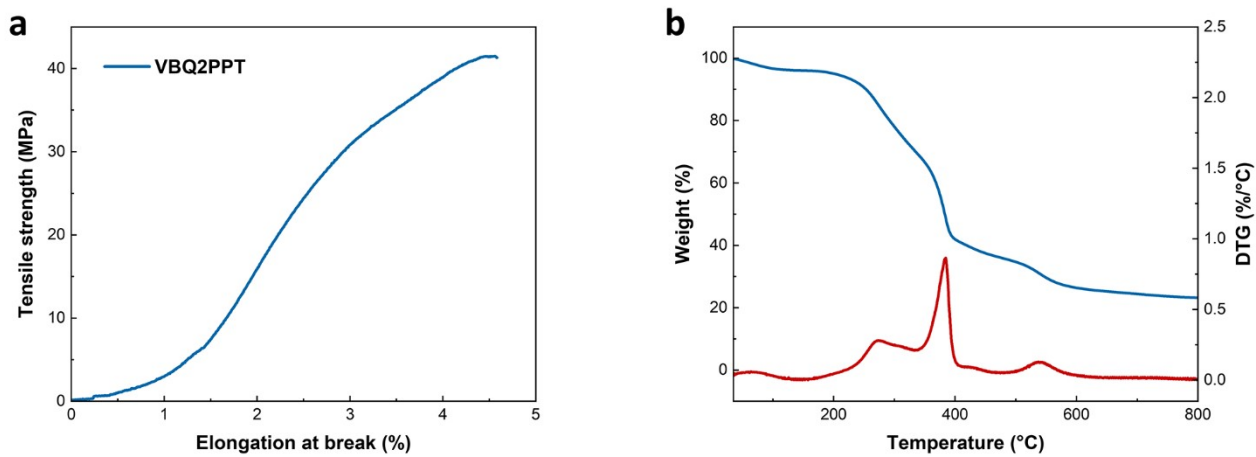 a
VBQ2PPT
Tensile strength (MPa)
40
30
20
10
0
0 1 2 3 4 5
Elongation at break (%)
b
Weight (%)
100
80
60
40
20
0
200 400 600 800
Temperature (°C)
2.5
2.0
1.5
1.0
0.5
0.0
DTG (%/°C)